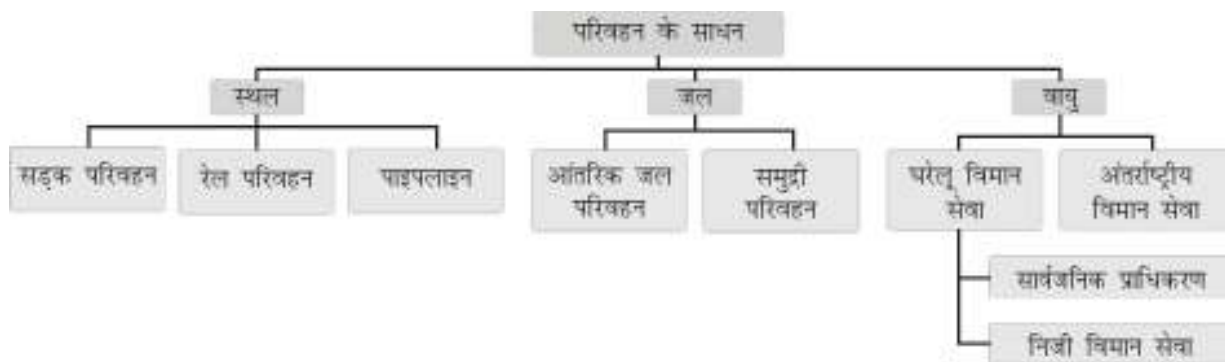 परिवहन के साधन
स्थल
जल
वायु
सड़क परिवहन
रेल परिवहन
पाइपलाइन
आंतरिक जल
परिवहन
समुद्री
परिवहन
घरेलू विमान
सेवा
अंतर्राष्ट्रीय
विमान सेवा
सार्वजनिक प्राधिकरण
निजी विमान सेवा